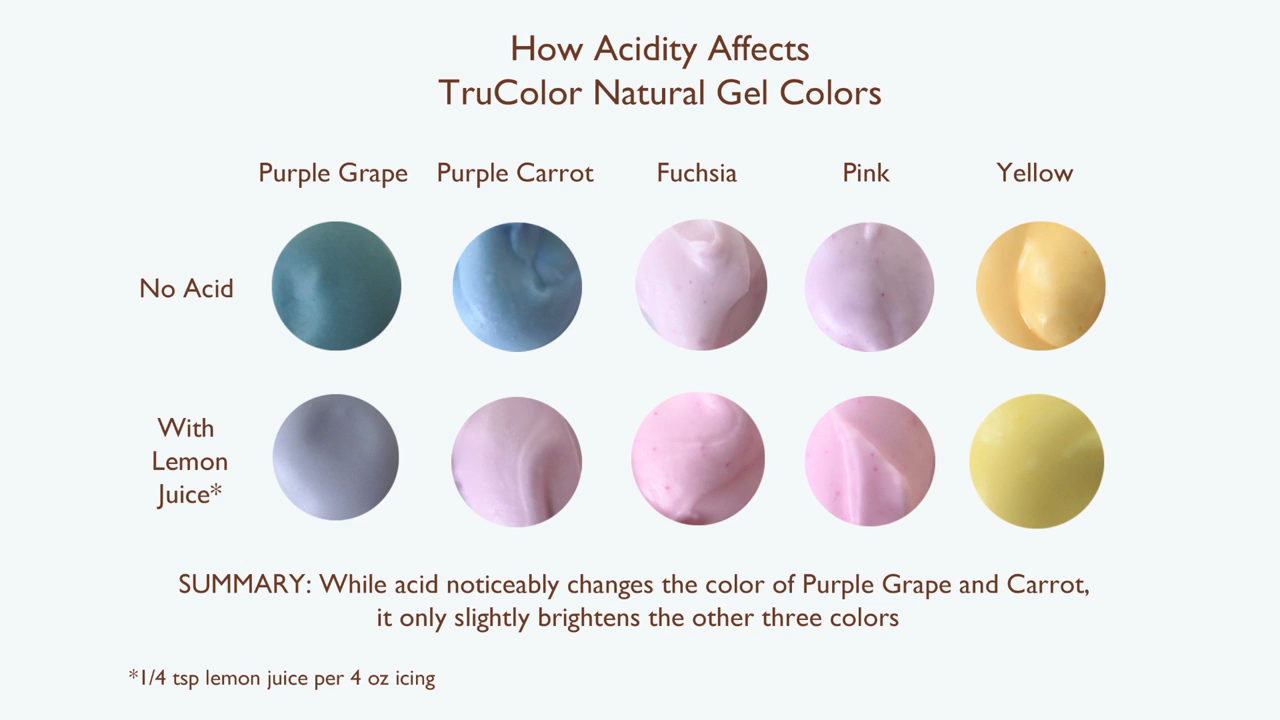 How Acidity Affects
TruColor Natural Gel Colors
Purple Grape Purple Carrot Fuchsia Pink Yellow
No Acid
With
Lemon
Juice*
SUMMARY: While acid noticeably changes the color of Purple Grape and Carrot,
it only slightly brightens the other three colors
*1/4 tsp lemon juice per 4 oz icing